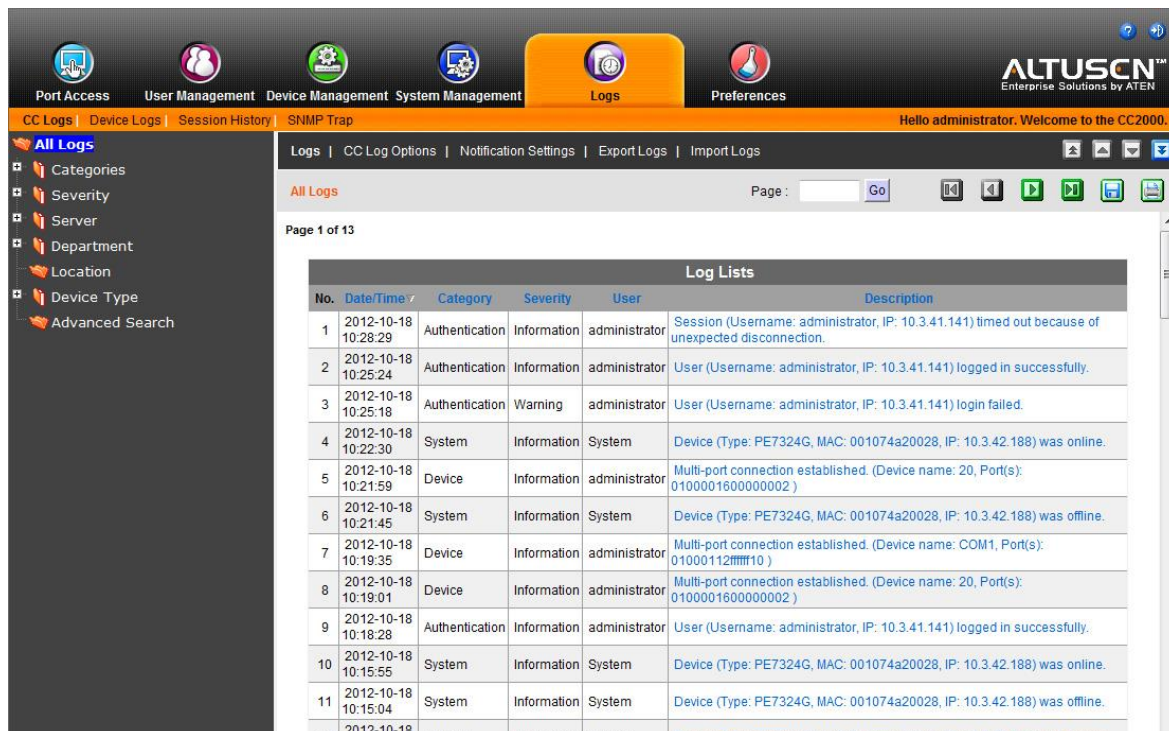 ALTUSEN™
Enterprise Solutions by ATEN
Port Access User Management Device Management System Management Logs Preferences
CC Logs | Device Logs | Session History | SNMP Trap Hello administrator. Welcome to the CC2000.
All Logs
Categories
Severity
Server
Department
Location
Device Type
Advanced Search
Logs | CC Log Options | Notification Settings | Export Logs | Import Logs
All Logs Page : Go
Page 1 of 13
Log Lists
No. Date/Time Category Severity User Description
1 2012-10-18 10:28:29 Authentication Information administrator Session (Username: administrator, IP: 10.3.41.141) timed out because of unexpected disconnection.
2 2012-10-18 10:25:24 Authentication Information administrator User (Username: administrator, IP: 10.3.41.141) logged in successfully.
3 2012-10-18 10:25:18 Authentication Warning administrator User (Username: administrator, IP: 10.3.41.141) login failed.
4 2012-10-18 10:22:30 System Information System Device (Type: PE7324G, MAC: 001074a20028, IP: 10.3.42.188) was online.
5 2012-10-18 10:21:59 Device Information administrator Multi-port connection established. (Device name: 20, Port(s): 0100001600000002 )
6 2012-10-18 10:21:45 System Information System Device (Type: PE7324G, MAC: 001074a20028, IP: 10.3.42.188) was offline.
7 2012-10-18 10:19:35 Device Information administrator Multi-port connection established. (Device name: COM1, Port(s): 01000112ffffff10 )
8 2012-10-18 10:19:01 Device Information administrator Multi-port connection established. (Device name: 20, Port(s): 0100001600000002 )
9 2012-10-18 10:18:28 Authentication Information administrator User (Username: administrator, IP: 10.3.41.141) logged in successfully.
10 2012-10-18 10:15:55 System Information System Device (Type: PE7324G, MAC: 001074a20028, IP: 10.3.42.188) was online.
11 2012-10-18 10:15:04 System Information System Device (Type: PE7324G, MAC: 001074a20028, IP: 10.3.42.188) was offline.
2012-10-18